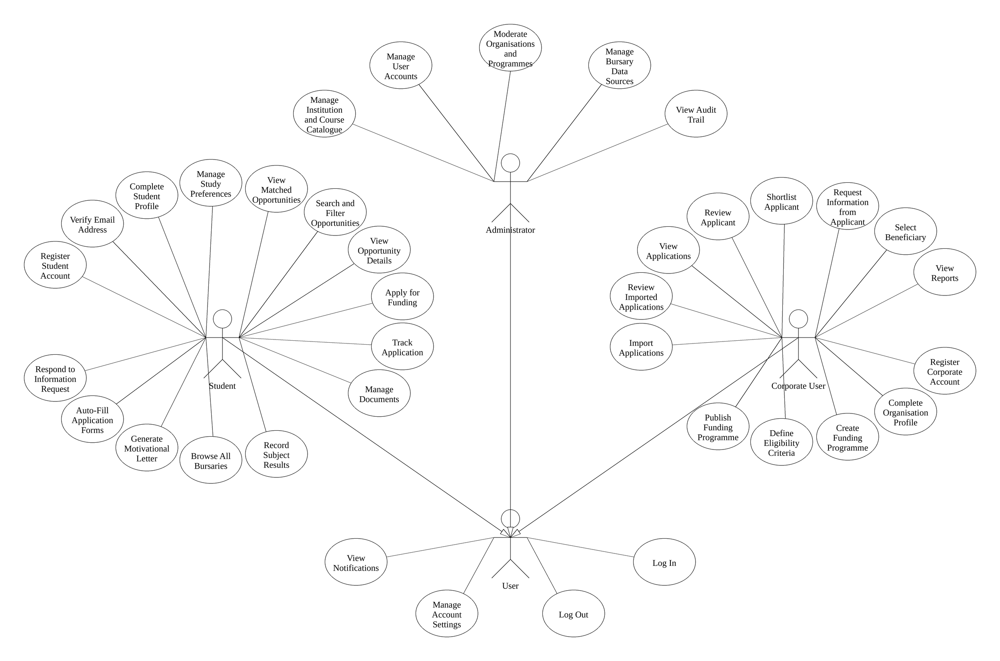 Moderate
Organisations
and
Programmes
Manage
User
Accounts
Manage
Bursary
Data
Sources
Manage
Institution
and Course
Catalogue
View Audit
Trail
Administrator
Manage
Study
Preferences
View
Matched
Opportunities
Complete
Student
Profile
Search and
Filter
Opportunities
Verify Email
Address
View
Opportunity
Details
Register
Student
Account
Apply for
Funding
Track
Application
Manage
Documents
Student
Respond to
Information
Request
Auto-Fill
Application
Forms
Generate
Motivational
Letter
Browse All
Bursaries
Record
Subject
Results
Shortlist
Applicant
Request
Information
from
Applicant
Review
Applicant
Select
Beneficiary
View
Applications
View
Reports
Review
Imported
Applications
Import
Applications
Corporate User
Register
Corporate
Account
Complete
Organisation
Profile
Publish
Funding
Programme
Define
Eligibility
Criteria
Create
Funding
Programme
View
Notifications
Log In
User
Manage
Account
Settings
Log Out